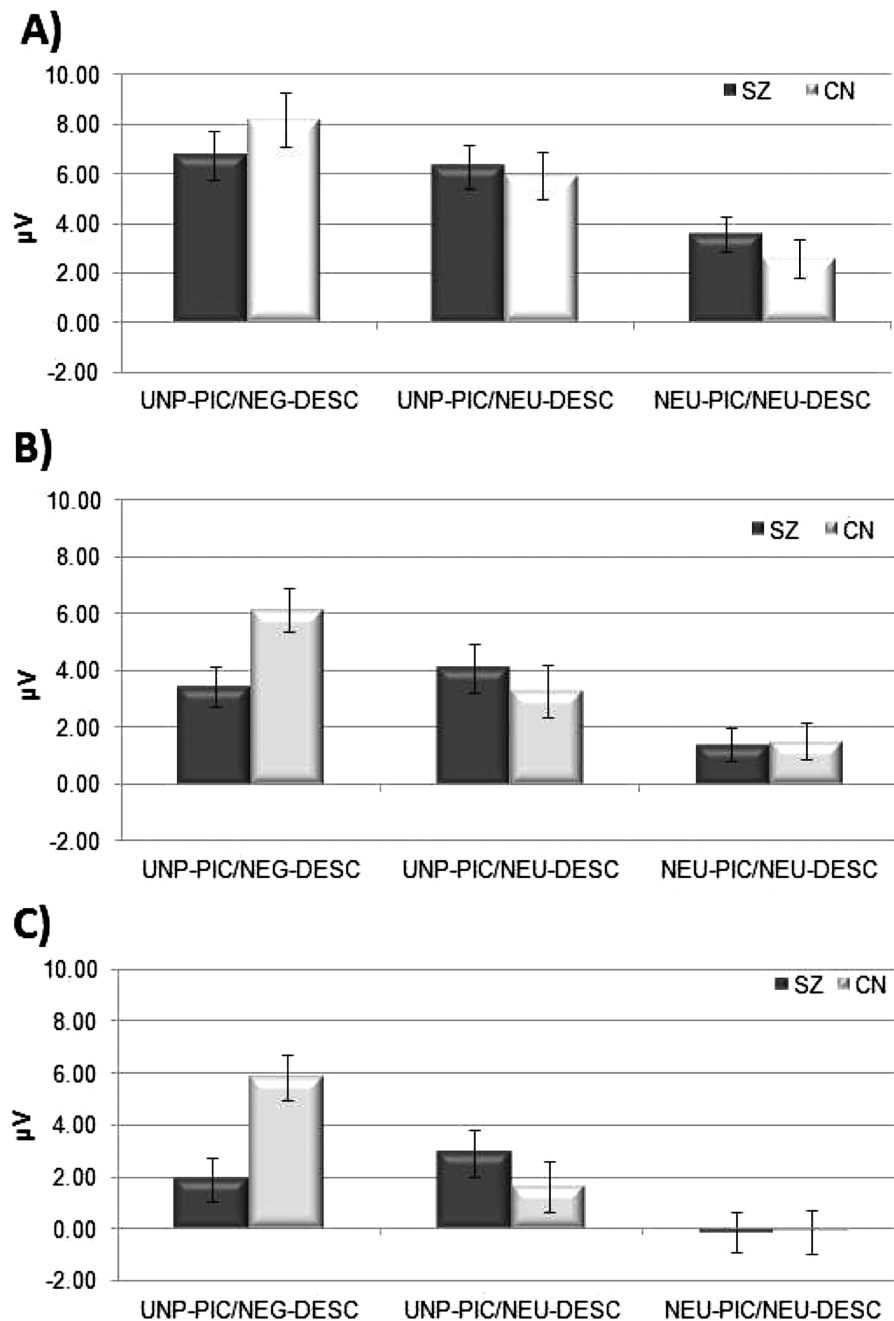 A)
10.00
SZ CN
8.00
6.00
4.00
µV
2.00
0.00
-2.00
UNP-PIC/NEG-DESC UNP-PIC/NEU-DESC NEU-PIC/NEU-DESC
B)
10.00
SZ CN
8.00
6.00
4.00
µV
2.00
0.00
-2.00
UNP-PIC/NEG-DESC UNP-PIC/NEU-DESC NEU-PIC/NEU-DESC
C)
10.00
SZ CN
8.00
6.00
4.00
µV
2.00
0.00
-2.00
UNP-PIC/NEG-DESC UNP-PIC/NEU-DESC NEU-PIC/NEU-DESC